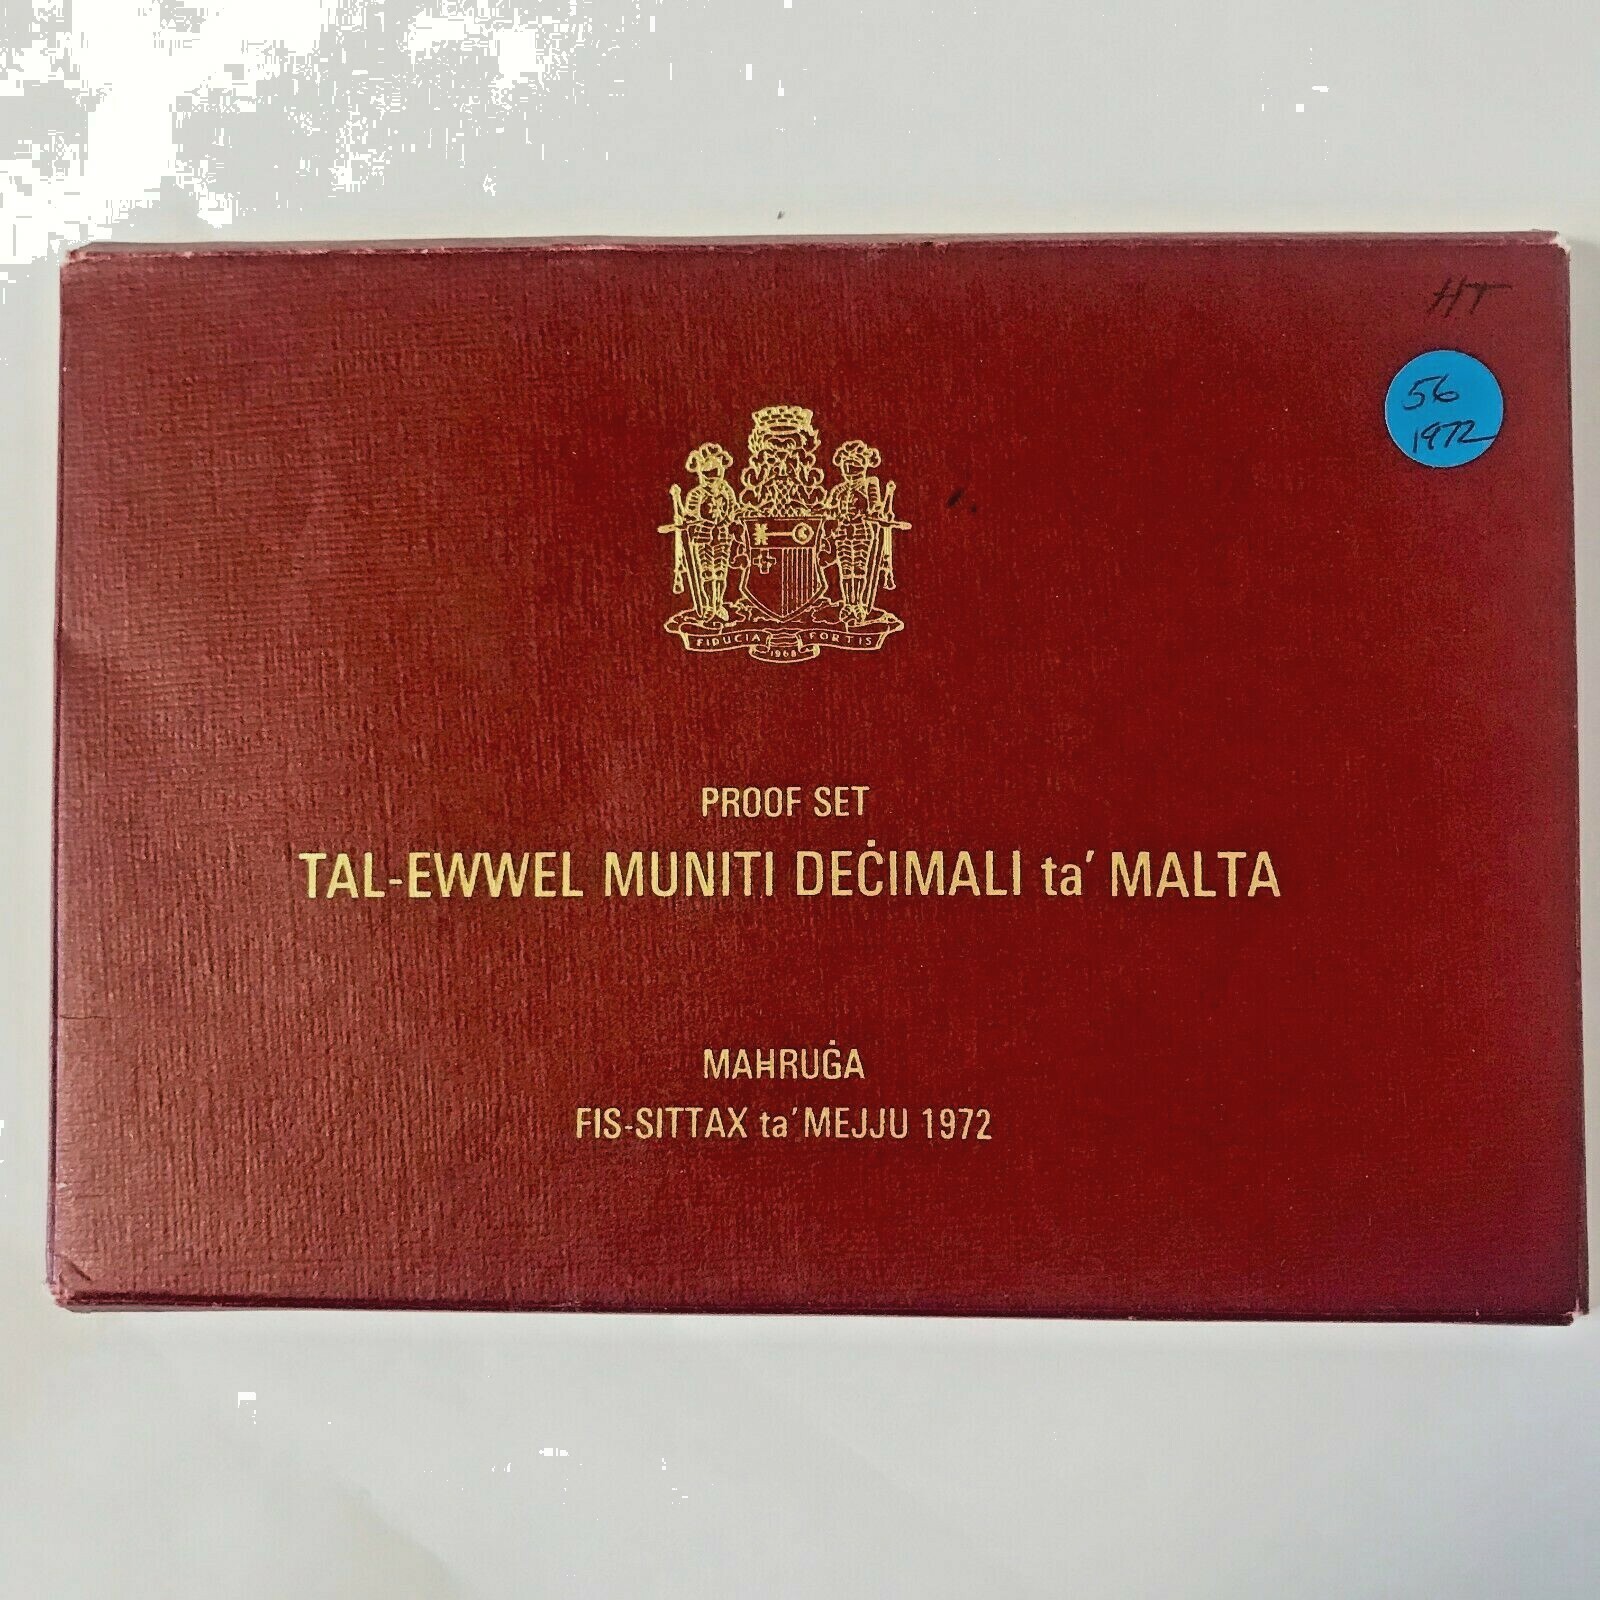 HT
56
1972
FIDUCIA FORTIS
1968
PROOF SET
TAL-EWWEL MUNITI DEĊIMALI ta' MALTA
MAĦRUĠA
FIS-SITTAX ta' MEJJU 1972